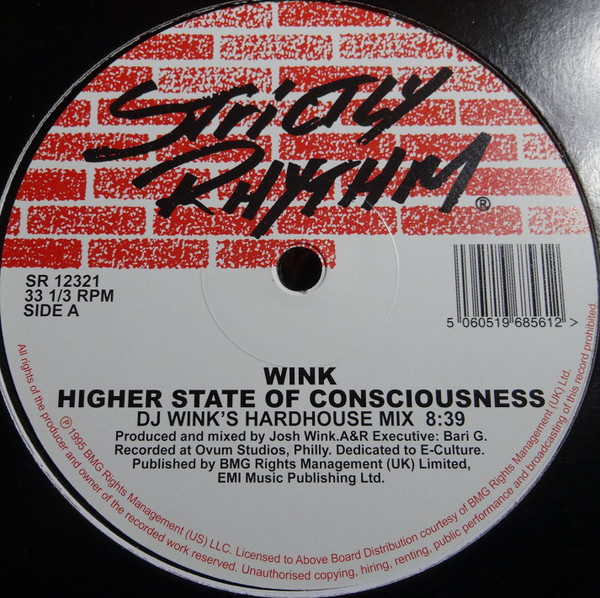 STRICTLY
RHYTHM®
SR 12321
33 1/3 RPM
SIDE A
5 060519 685612 >
WINK
HIGHER STATE OF CONSCIOUSNESS
DJ WINK'S HARDHOUSE MIX 8:39
Produced and mixed by Josh Wink.A&R Executive: Bari G.
Recorded at Ovum Studios, Philly. Dedicated to E-Culture.
Published by BMG Rights Management (UK) Limited,
EMI Music Publishing Ltd.
℗ 1995 BMG Rights Management (US) LLC. Licensed to Above Board Distribution courtesy of BMG Rights Management (UK) Ltd.
All rights of the producer and owner of the recorded work reserved. Unauthorised copying, hiring, renting, public performance and broadcasting of this record prohibited.